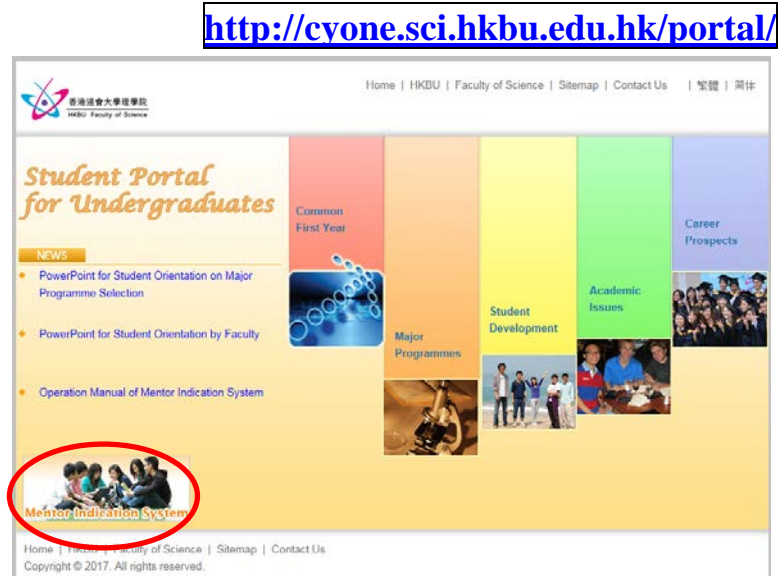 http://cyone.sci.hkbu.edu.hk/portal/
Home | HKBU | Faculty of Science | Sitemap | Contact Us | 繁體 | 简体
香港浸會大學理學院
HKBU Faculty of Science
Student Portal
for Undergraduates
NEWS
PowerPoint for Student Orientation on Major
Programme Selection
PowerPoint for Student Orientation by Faculty
Operation Manual of Mentor Indication System
Common
First Year
Major
Programmes
Student
Development
Academic
Issues
Career
Prospects
Mentor Indication System
Home | HKBU | Faculty of Science | Sitemap | Contact Us
Copyright © 2017. All rights reserved.